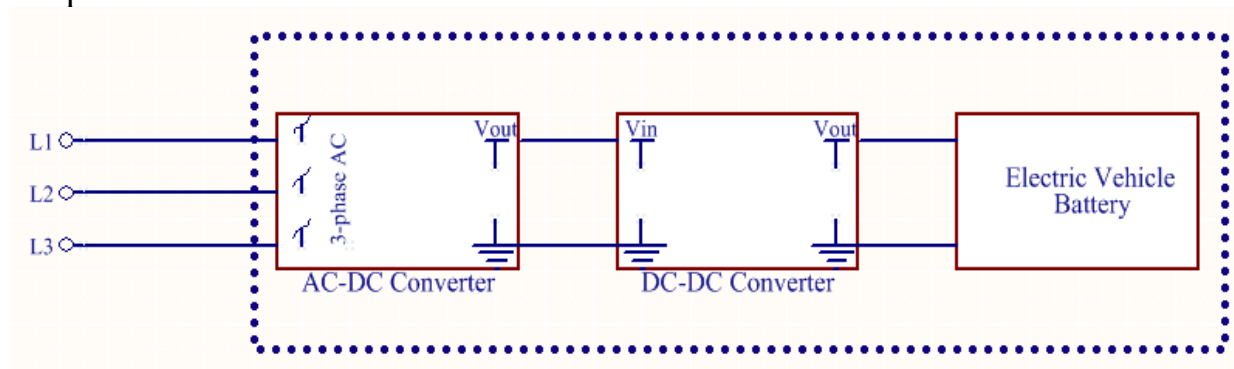 L1
L2
L3
3-phase AC
Vout
AC-DC Converter
Vin
Vout
DC-DC Converter
Electric Vehicle
Battery